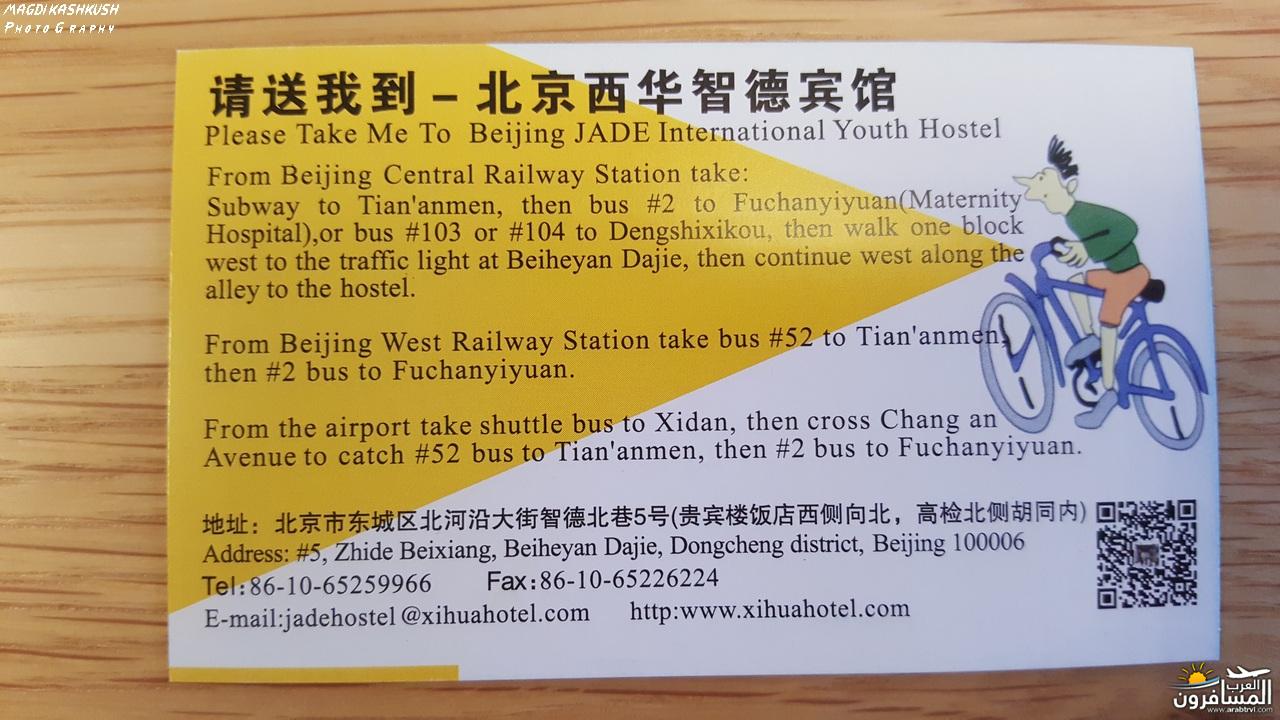 MAGDI KASHKUSH
PHOTOGRAPHY
请送我到 – 北京西华智德宾馆
Please Take Me To Beijing JADE International Youth Hostel
From Beijing Central Railway Station take:
Subway to Tian'anmen, then bus #2 to Fuchanyiyuan(Maternity
Hospital),or bus #103 or #104 to Dengshixikou, then walk one block
west to the traffic light at Beiheyan Dajie, then continue west along the
alley to the hostel.
From Beijing West Railway Station take bus #52 to Tian'anmen,
then #2 bus to Fuchanyiyuan.
From the airport take shuttle bus to Xidan, then cross Chang an
Avenue to catch #52 bus to Tian'anmen, then #2 bus to Fuchanyiyuan.
地址：北京市东城区北河沿大街智德北巷5号(贵宾楼饭店西侧向北，高检北侧胡同内)
Address: #5, Zhide Beixiang, Beiheyan Dajie, Dongcheng district, Beijing 100006
Tel:86-10-65259966 Fax:86-10-65226224
E-mail:jadehostel@xihuahotel.com http:www.xihuahotel.com
العرب
المسافرون
www.arabtrvl.com